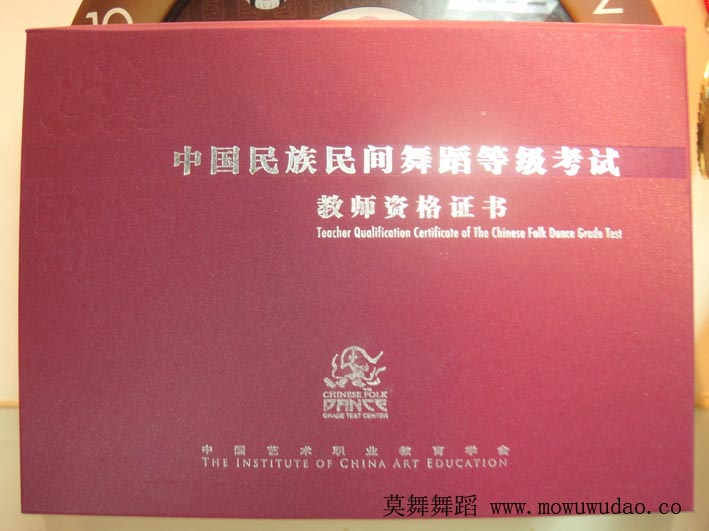 10
2
中国民族民间舞蹈等级考试
教师资格证书
Teacher Qualification Certificate of The Chinese Folk Dance Grade Test
CHINESE FOLK
DANCE
GRADE TEST CENTER
中国艺术职业教育学会
THE INSTITUTE OF CHINA ART EDUCATION
莫舞舞蹈 www.mowuwudao.co